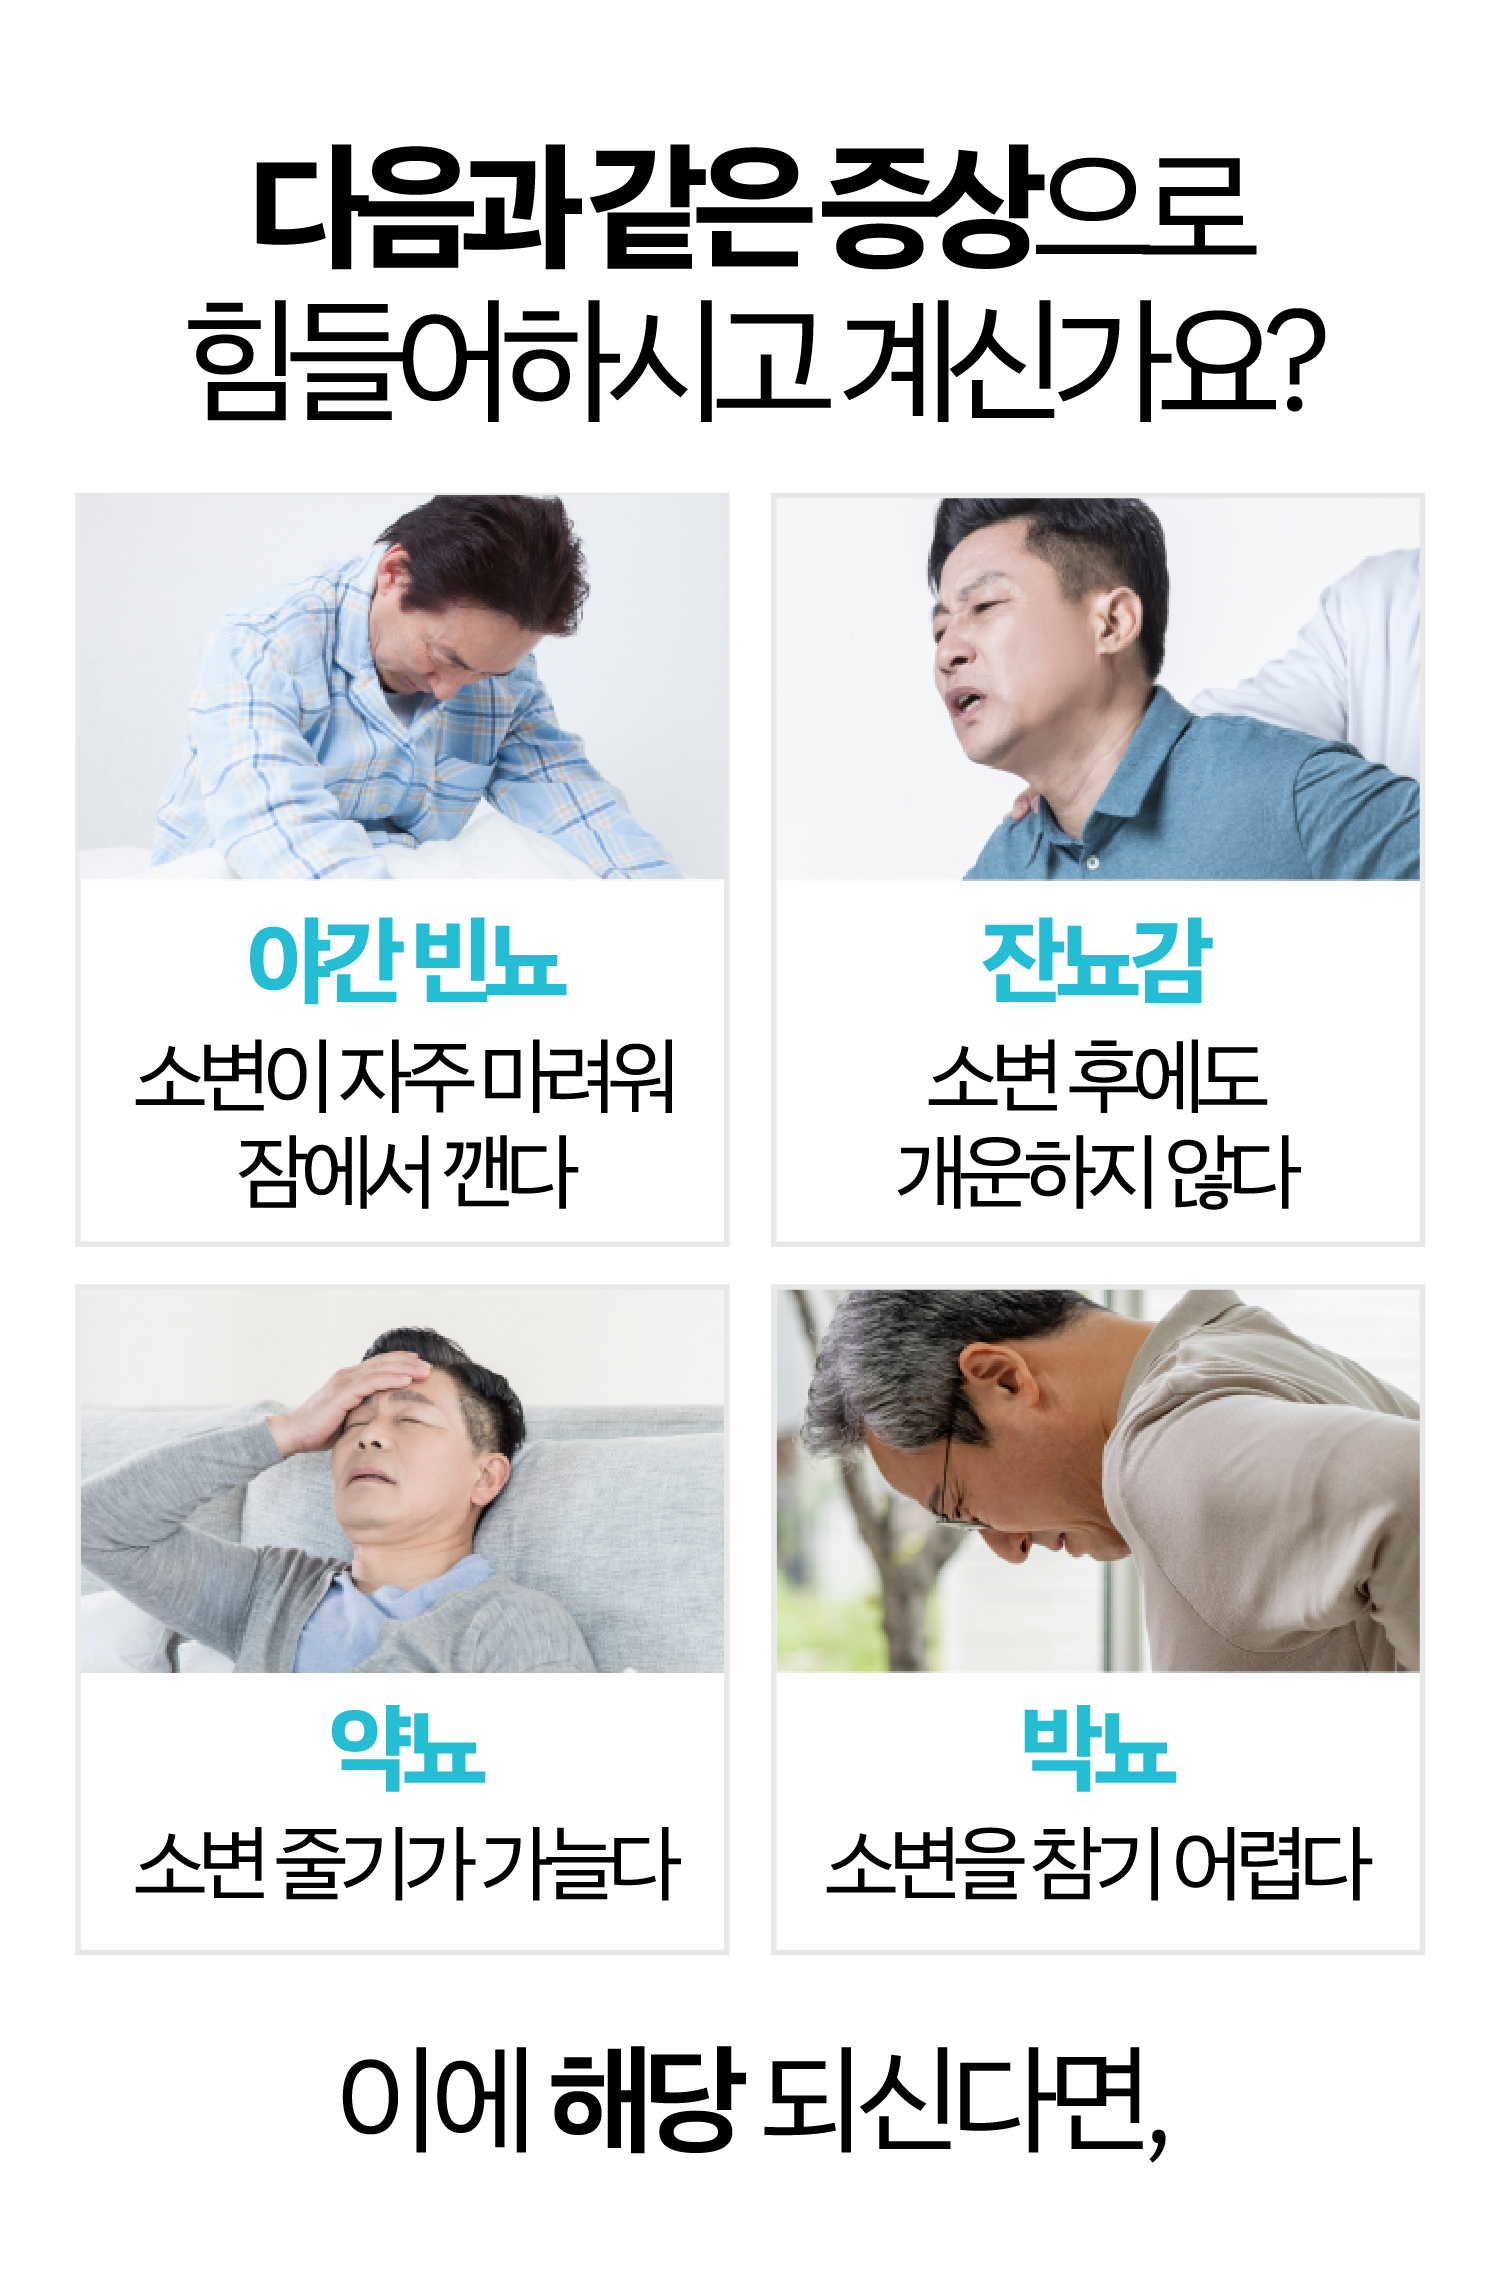 다음과 같은 증상으로
힘들어하시고 계신가요?
야간 빈뇨
소변이 자주 마려워
잠에서 깬다
잔뇨감
소변 후에도
개운하지 않다
약뇨
소변 줄기가 가늘다
박뇨
소변을 참기 어렵다
이에 해당 되신다면,